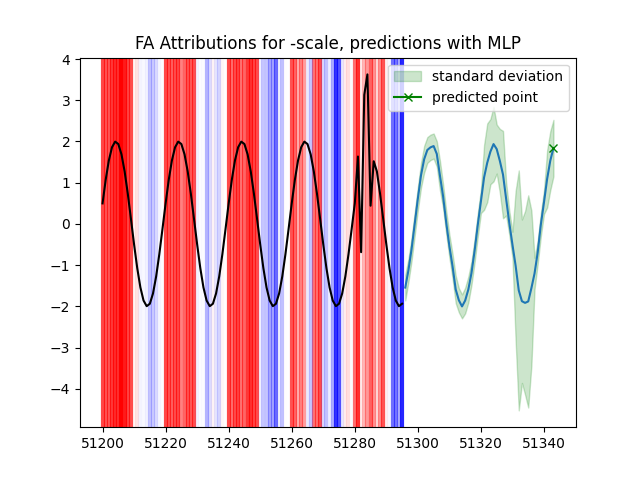 FA Attributions for -scale, predictions with MLP
standard deviation
predicted point
4
3
2
1
0
−1
−2
−3
−4
51200 51220 51240 51260 51280 51300 51320 51340